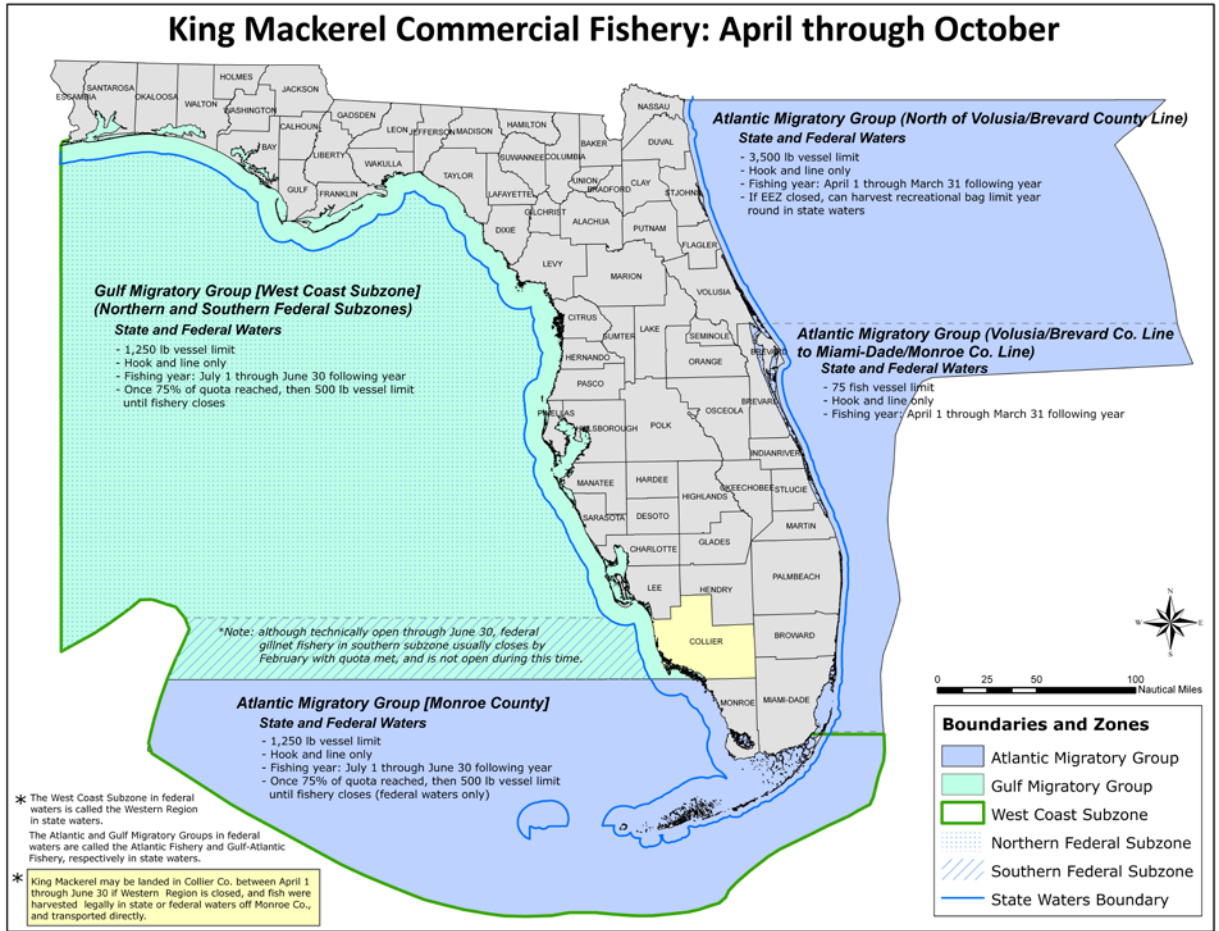 King Mackerel Commercial Fishery: April through October
HOLMES
JACKSON
SANTAROSA
ESCAMBIA
OKALOOSA
WALTON
WASHINGTON
NASSAU
GADSDEN
HAMILTON
CALHOUN
LEON
JEFFERSON
MADISON
BAKER
DUVAL
BAY
LIBERTY
WAKULLA
SUWANNEE
COLUMBIA
TAYLOR
UNION
BRADFORD
CLAY
GULF
FRANKLIN
LAFAYETTE
STJOHNS
GILCHRIST
ALACHUA
PUTNAM
DIXIE
FLAGLER
LEVY
MARION
VOLUSIA
CITRUS
SUMTER
LAKE
SEMINOLE
HERNANDO
ORANGE
BREVARD
PASCO
OSCEOLA
BREVARD
PINELLAS
HILLSBOROUGH
POLK
INDIANRIVER
MANATEE
HARDEE
OKEECHOBEE
STLUCIE
HIGHLANDS
SARASOTA
DESOTO
MARTIN
CHARLOTTE
GLADES
LEE
HENDRY
PALMBEACH
COLLIER
BROWARD
MONROE
MIAMI-DADE
Atlantic Migratory Group (North of Volusia/Brevard County Line)
State and Federal Waters
- 3,500 lb vessel limit
- Hook and line only
- Fishing year: April 1 through March 31 following year
- If EEZ closed, can harvest recreational bag limit year
round in state waters
Gulf Migratory Group [West Coast Subzone]
(Northern and Southern Federal Subzones)
State and Federal Waters
- 1,250 lb vessel limit
- Hook and line only
- Fishing year: July 1 through June 30 following year
- Once 75% of quota reached, then 500 lb vessel limit
until fishery closes
Atlantic Migratory Group (Volusia/Brevard Co. Line
to Miami-Dade/Monroe Co. Line)
State and Federal Waters
- 75 fish vessel limit
- Hook and line only
- Fishing year: April 1 through March 31 following year
*Note: although technically open through June 30, federal
gillnet fishery in southern subzone usually closes by
February with quota met, and is not open during this time.
Atlantic Migratory Group [Monroe County]
State and Federal Waters
- 1,250 lb vessel limit
- Hook and line only
- Fishing year: July 1 through June 30 following year
- Once 75% of quota reached, then 500 lb vessel limit
until fishery closes (federal waters only)
* The West Coast Subzone in federal
waters is called the Western Region
in state waters.
The Atlantic and Gulf Migratory Groups in federal
waters are called the Atlantic Fishery and Gulf-Atlantic
Fishery, respectively in state waters.
* King Mackerel may be landed in Collier Co. between April 1
through June 30 if Western Region is closed, and fish were
harvested legally in state or federal waters off Monroe Co.,
and transported directly.
N
W E
S
0 25 50 100
Nautical Miles
Boundaries and Zones
Atlantic Migratory Group
Gulf Migratory Group
West Coast Subzone
Northern Federal Subzone
Southern Federal Subzone
State Waters Boundary